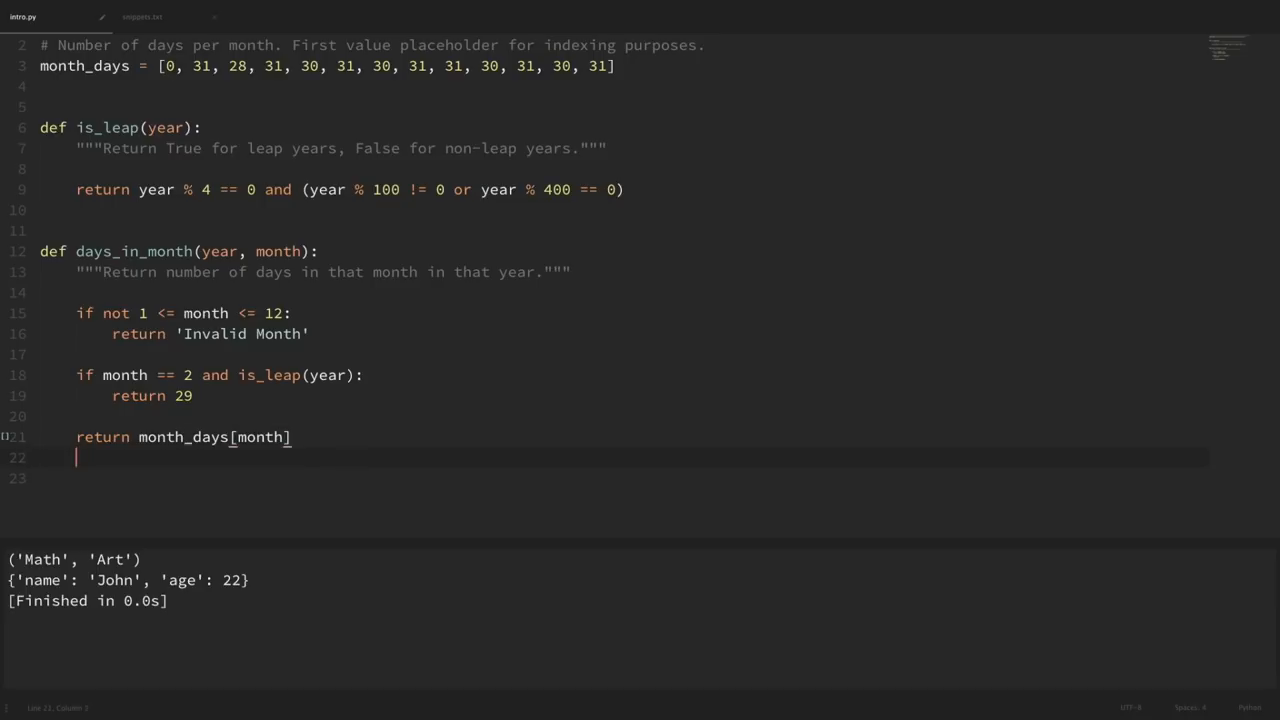 intro.py
snippets.txt
2 # Number of days per month. First value placeholder for indexing purposes.
3 month_days = [0, 31, 28, 31, 30, 31, 30, 31, 31, 30, 31, 30, 31]
4
5
6 def is_leap(year):
7     """Return True for leap years, False for non-leap years."""
8
9     return year % 4 == 0 and (year % 100 != 0 or year % 400 == 0)
10
11
12 def days_in_month(year, month):
13     """Return number of days in that month in that year."""
14
15     if not 1 <= month <= 12:
16         return 'Invalid Month'
17
18     if month == 2 and is_leap(year):
19         return 29
20
21     return month_days[month]
22
23
('Math', 'Art')
{'name': 'John', 'age': 22}
[Finished in 0.0s]
Line 21, Column 1
UTF-8
Spaces: 4
Python